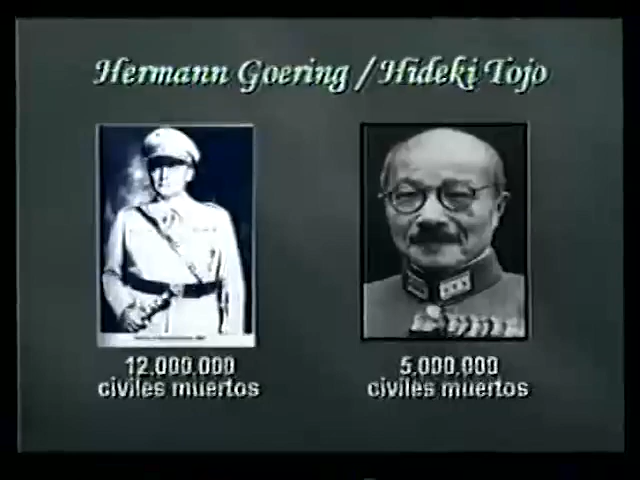 Hermann Goering / Hideki Tojo
12.000.000
civiles muertos
5.000.000
civiles muertos